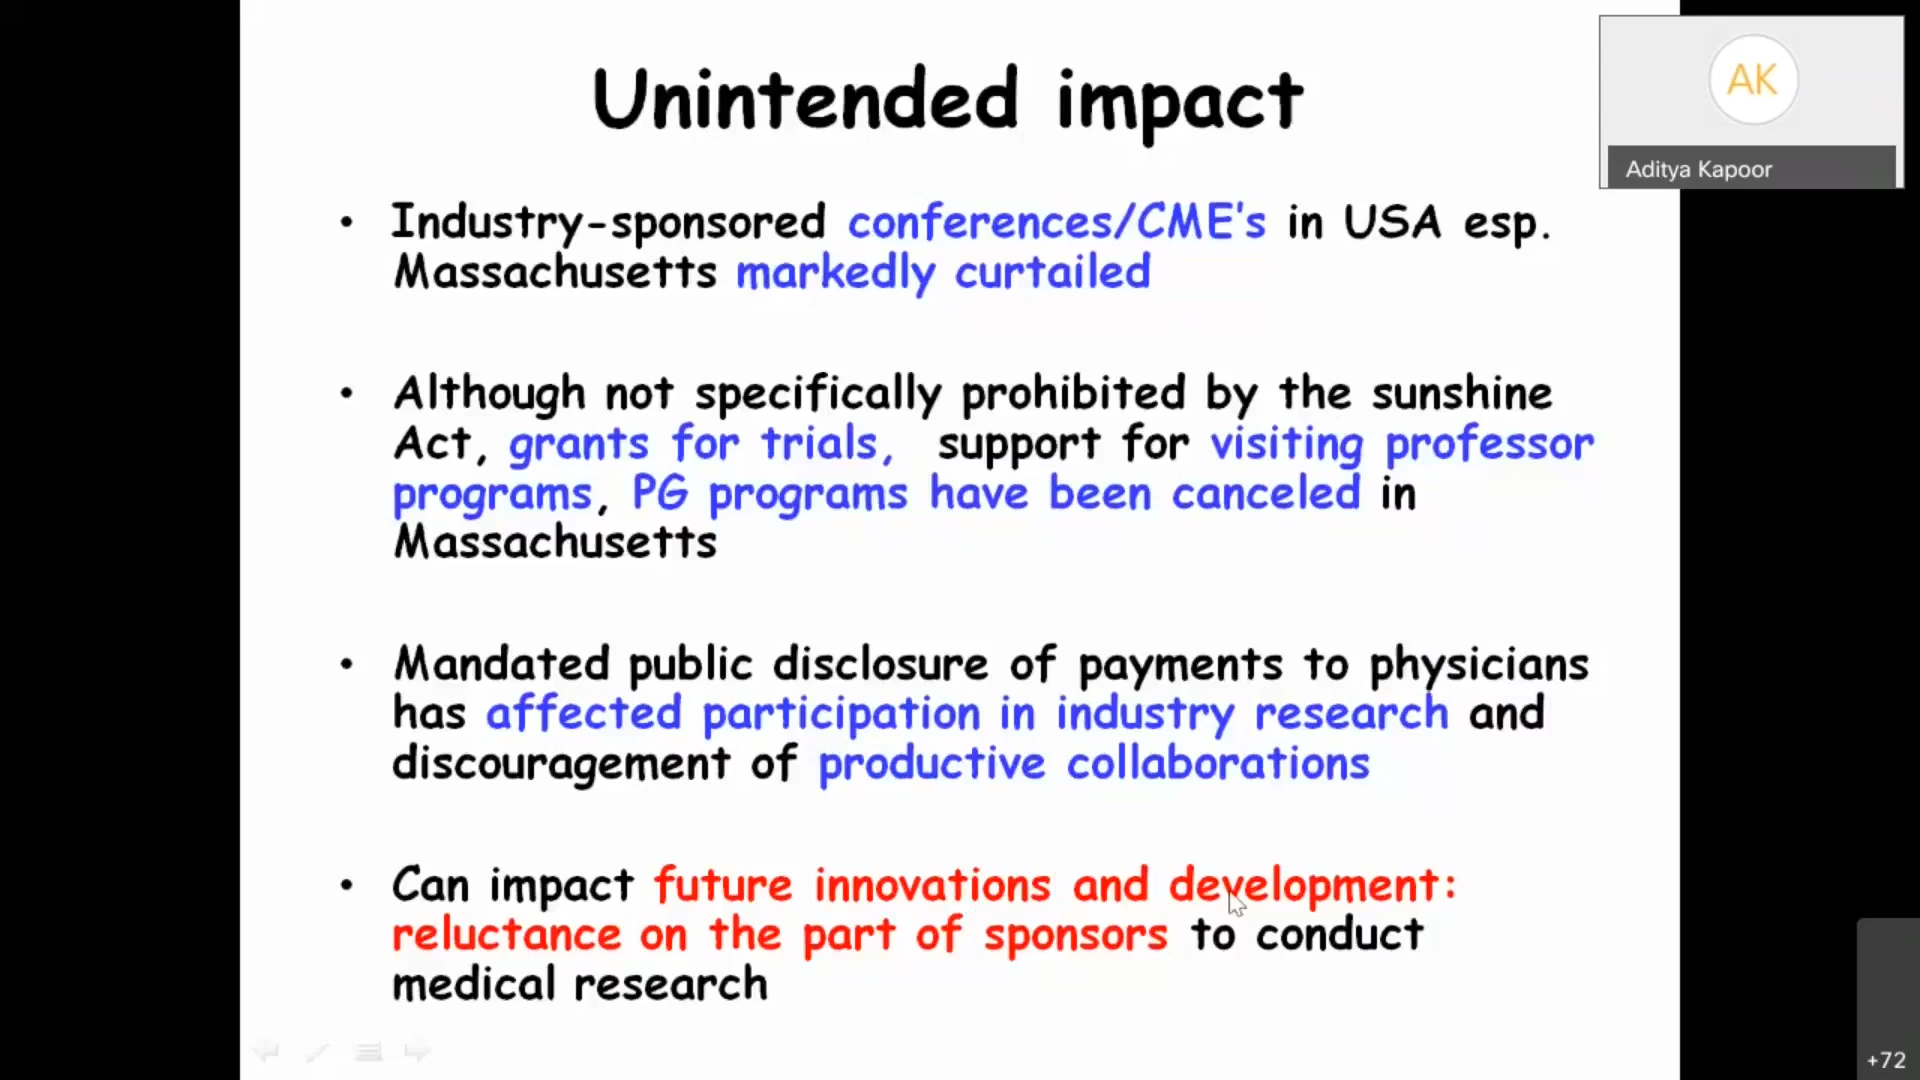 Unintended impact
AK
Aditya Kapoor
• Industry-sponsored conferences/CME's in USA esp.
Massachusetts markedly curtailed
• Although not specifically prohibited by the sunshine
Act, grants for trials, support for visiting professor
programs, PG programs have been canceled in
Massachusetts
• Mandated public disclosure of payments to physicians
has affected participation in industry research and
discouragement of productive collaborations
• Can impact future innovations and development:
reluctance on the part of sponsors to conduct
medical research
+72